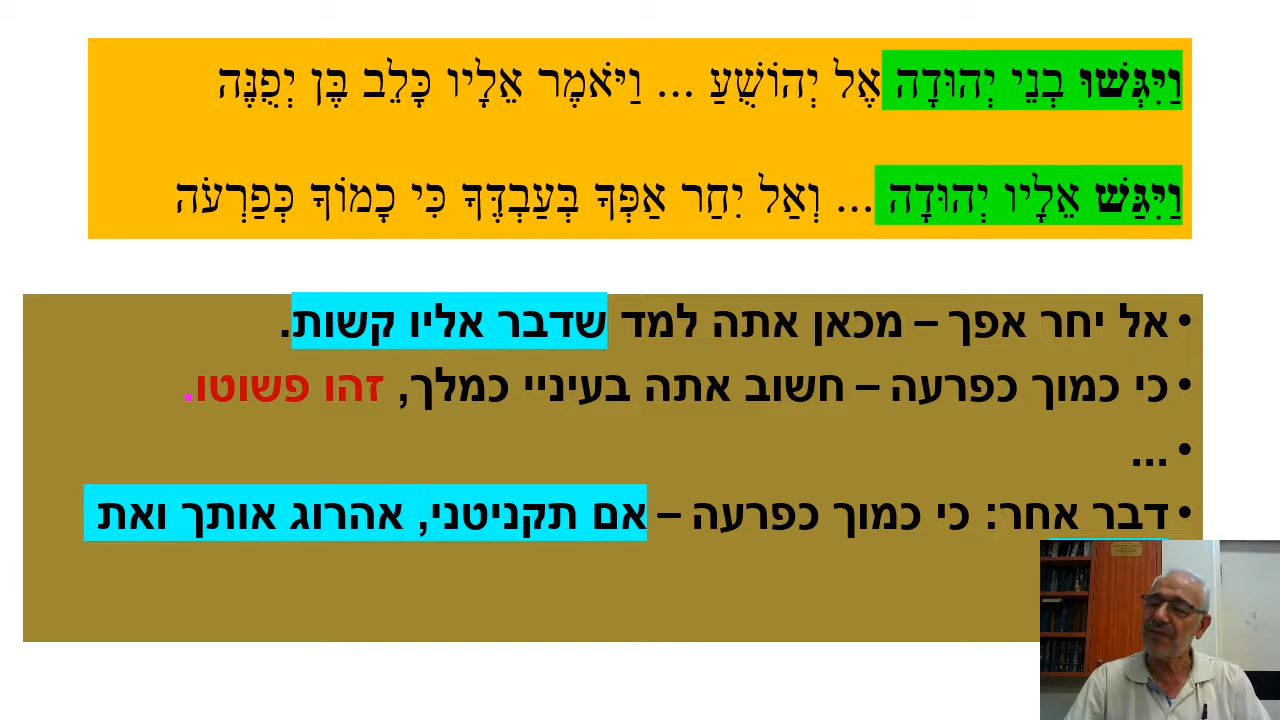 וַיִּגְּשׁוּ בְנֵי יְהוּדָה אֶל יְהוֹשֻׁעַ ... וַיֹּאמֶר אֵלָיו כָּלֵב בֶּן יְפֻנֶּה
וַיִּגַּשׁ אֵלָיו יְהוּדָה ... וְאַל יִחַר אַפְּךָ בְּעַבְדֶּךָ כִּי כָמוֹךָ כְּפַרְעֹה
• אל יחר אפך – מכאן אתה למד שדבר אליו קשות.
• כי כמוך כפרעה – חשוב אתה בעיניי כמלך, זהו פשוטו.
• ...
• דבר אחר: כי כמוך כפרעה – אם תקניטני, אהרוג אותך ואת